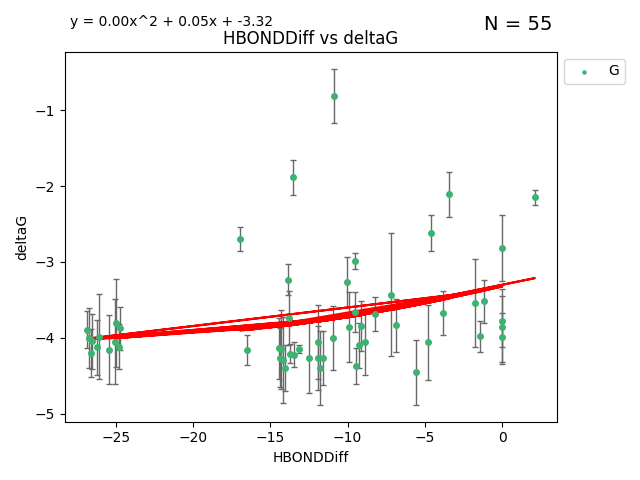 y = 0.00x^2 + 0.05x + -3.32
N = 55
HBONDDiff vs deltaG
G
−1
−2
−3
−4
−5
deltaG
−25
−20
−15
−10
−5
0
HBONDDiff